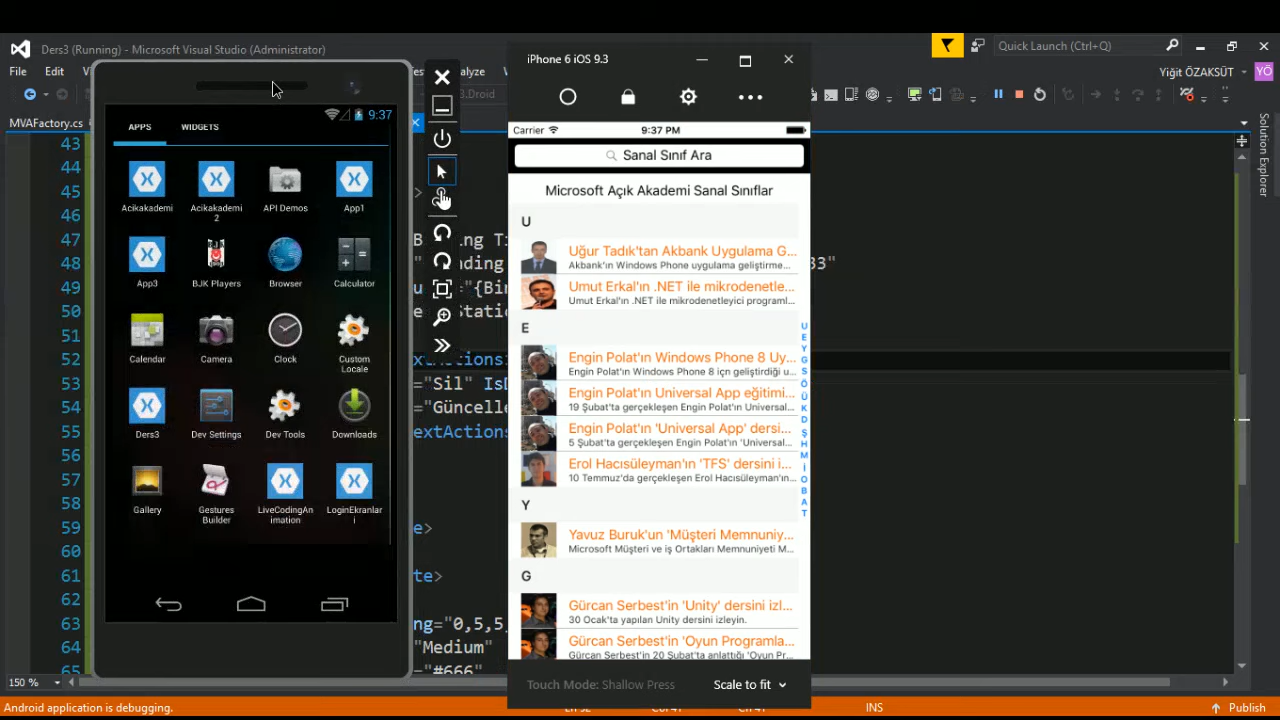 Ders3 (Running) - Microsoft Visual Studio (Administrator)
Quick Launch (Ctrl+Q)
File
Edit
Yiğit ÖZAKSÜT
YÖ
MVAFactory.cs
43
44
45
46
47
48
49
50
51
52
53
54
55
56
57
58
59
60
61
62
63
64
65
9:37
APPS
WIDGETS
Acikakademi
Acikakademi
2
API Demos
App1
App3
BJK Players
Browser
Calculator
Calendar
Camera
Clock
Custom
Locale
Ders3
Dev Settings
Dev Tools
Downloads
Gallery
Gestures
Builder
LiveCodingAn
imation
LoginEkranlar
i
iPhone 6 iOS 9.3
Carrier
9:37 PM
Sanal Sınıf Ara
Microsoft Açık Akademi Sanal Sınıflar
U
Uğur Tadık'tan Akbank Uygulama G...
Akbank'ın Windows Phone uygulama geliştirme...
Umut Erkal'ın .NET ile mikrodenetle...
Umut Erkal'ın .NET ile mikrodenetleyici programl...
E
Engin Polat'ın Windows Phone 8 Uy...
Engin Polat'ın Windows Phone 8 için geliştirdiği u...
Engin Polat'ın Universal App eğitimi...
19 Şubat'ta gerçekleşen Engin Polat'ın Universal...
Engin Polat'ın 'Universal App' dersi...
5 Şubat'ta gerçekleşen Engin Polat'ın 'Universal...
Erol Hacısüleyman'ın 'TFS' dersini i...
10 Temmuz'da gerçekleşen Erol Hacısüleyman'ın...
Y
Yavuz Buruk'un 'Müşteri Memnuniy...
Microsoft Müşteri ve iş Ortakları Memnuniyeti M...
G
Gürcan Serbest'in 'Unity' dersini izl...
30 Ocak'ta yapılan Unity dersini izleyin.
Gürcan Serbest'in 'Oyun Programla...
Gürcan Serbest'in 20 Şubat'ta anlattığı 'Oyun Pr...
U
E
Y
G
S
Ö
Ü
K
D
Ş
H
M
İ
O
B
A
T
Touch Mode: Shallow Press
Scale to fit
="Sil"
="Güncelle
ng="0,5,5,
="Medium"
="#666"
Solution Explorer
150 %
Android application is debugging.
INS
Publish